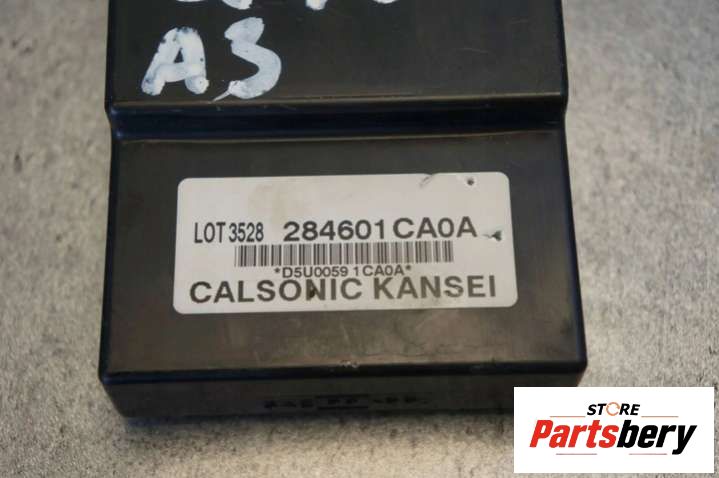 A3
LOT 3528 284601CA0A
*D5U0059 1CA0A*
CALSONIC KANSEI
STORE
Partsbery